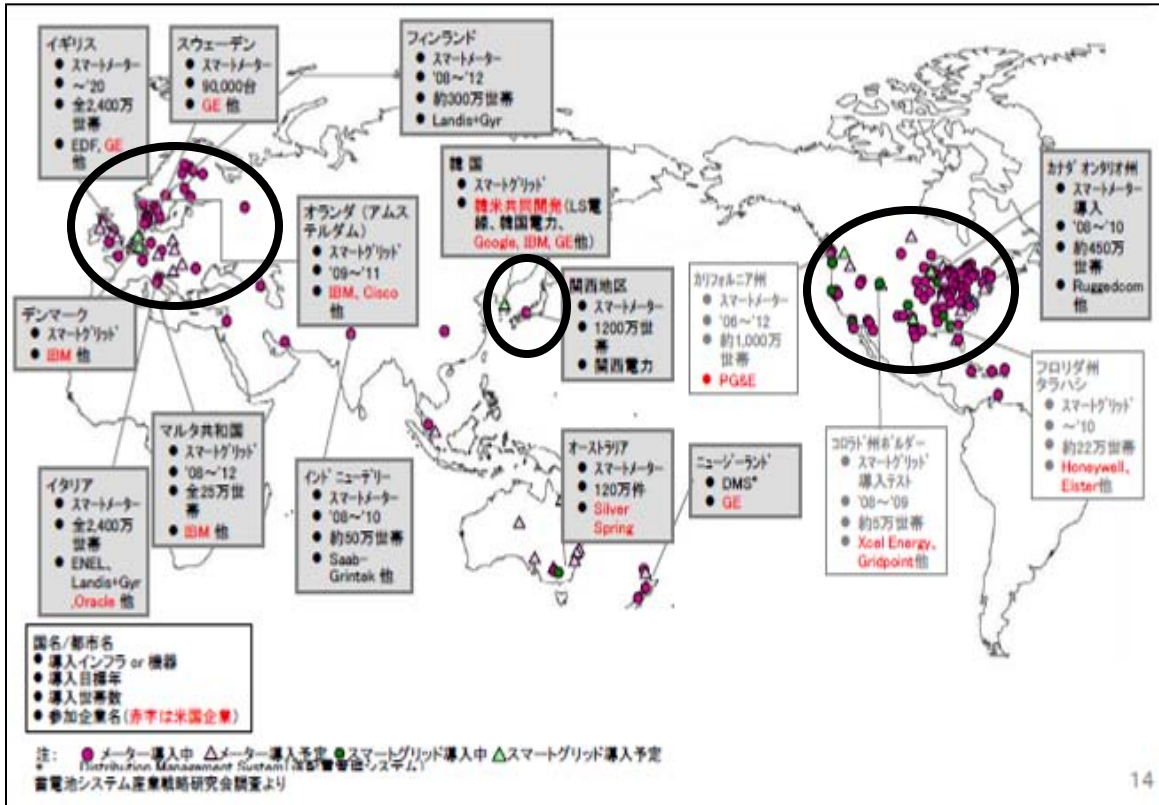 イギリス
● スマートメーター
● ～'20
● 全2,400万
世帯
● EDF, GE
他
スウェーデン
● スマートメーター
● 90,000台
● GE 他
フィンランド
● スマートメーター
● '08～'12
● 約300万世帯
● Landis+Gyr
韓国
● スマートグリッド
● 韓米共同開発(LS電
線、韓国電力、
Google, IBM, GE他)
カナダ オンタリオ州
● スマートメーター
導入
● '08～'10
● 約450万世
帯
● Ruggedcom
他
オランダ (アムス
テルダム)
● スマートグリッド
● '09～'11
● IBM, Cisco
他
関西地区
● スマートメーター
● 1200万世
帯
● 関西電力
カリフォルニア州
● スマートメーター
● '06～'12
● 約1,000万
世帯
● PG&E
デンマーク
● スマートグリッド
● IBM 他
フロリダ州
タラハシ
● スマートグリッド
● ～'10
● 約22万世帯
● Honeywell、
Elster他
マルタ共和国
● スマートグリッド
● '08～'12
● 全25万世
帯
● IBM 他
イタリア
● スマートメーター
● 全2,400万
世帯
● ENEL,
Landis+Gyr
,Oracle 他
インド ニューデリー
● スマートメーター
● '08～'10
● 約50万世帯
● Saab-
Grintek 他
オーストラリア
● スマートメーター
● 120万件
● Silver
Spring
ニュージーランド
● DMS*
● GE
コロラド州ボルダー
● スマートグリッド
導入テスト
● '08～'09
● 約5万世帯
● Xcel Energy、
Gridpoint他
国名/都市名
● 導入インフラ or 機器
● 導入目標年
● 導入世帯数
● 参加企業名(赤字は米国企業)
注: ● メーター導入中 △メーター導入予定 ●スマートグリッド導入中 △スマートグリッド導入予定
* Distribution Management System
蓄電池システム産業戦略研究会調査より
14